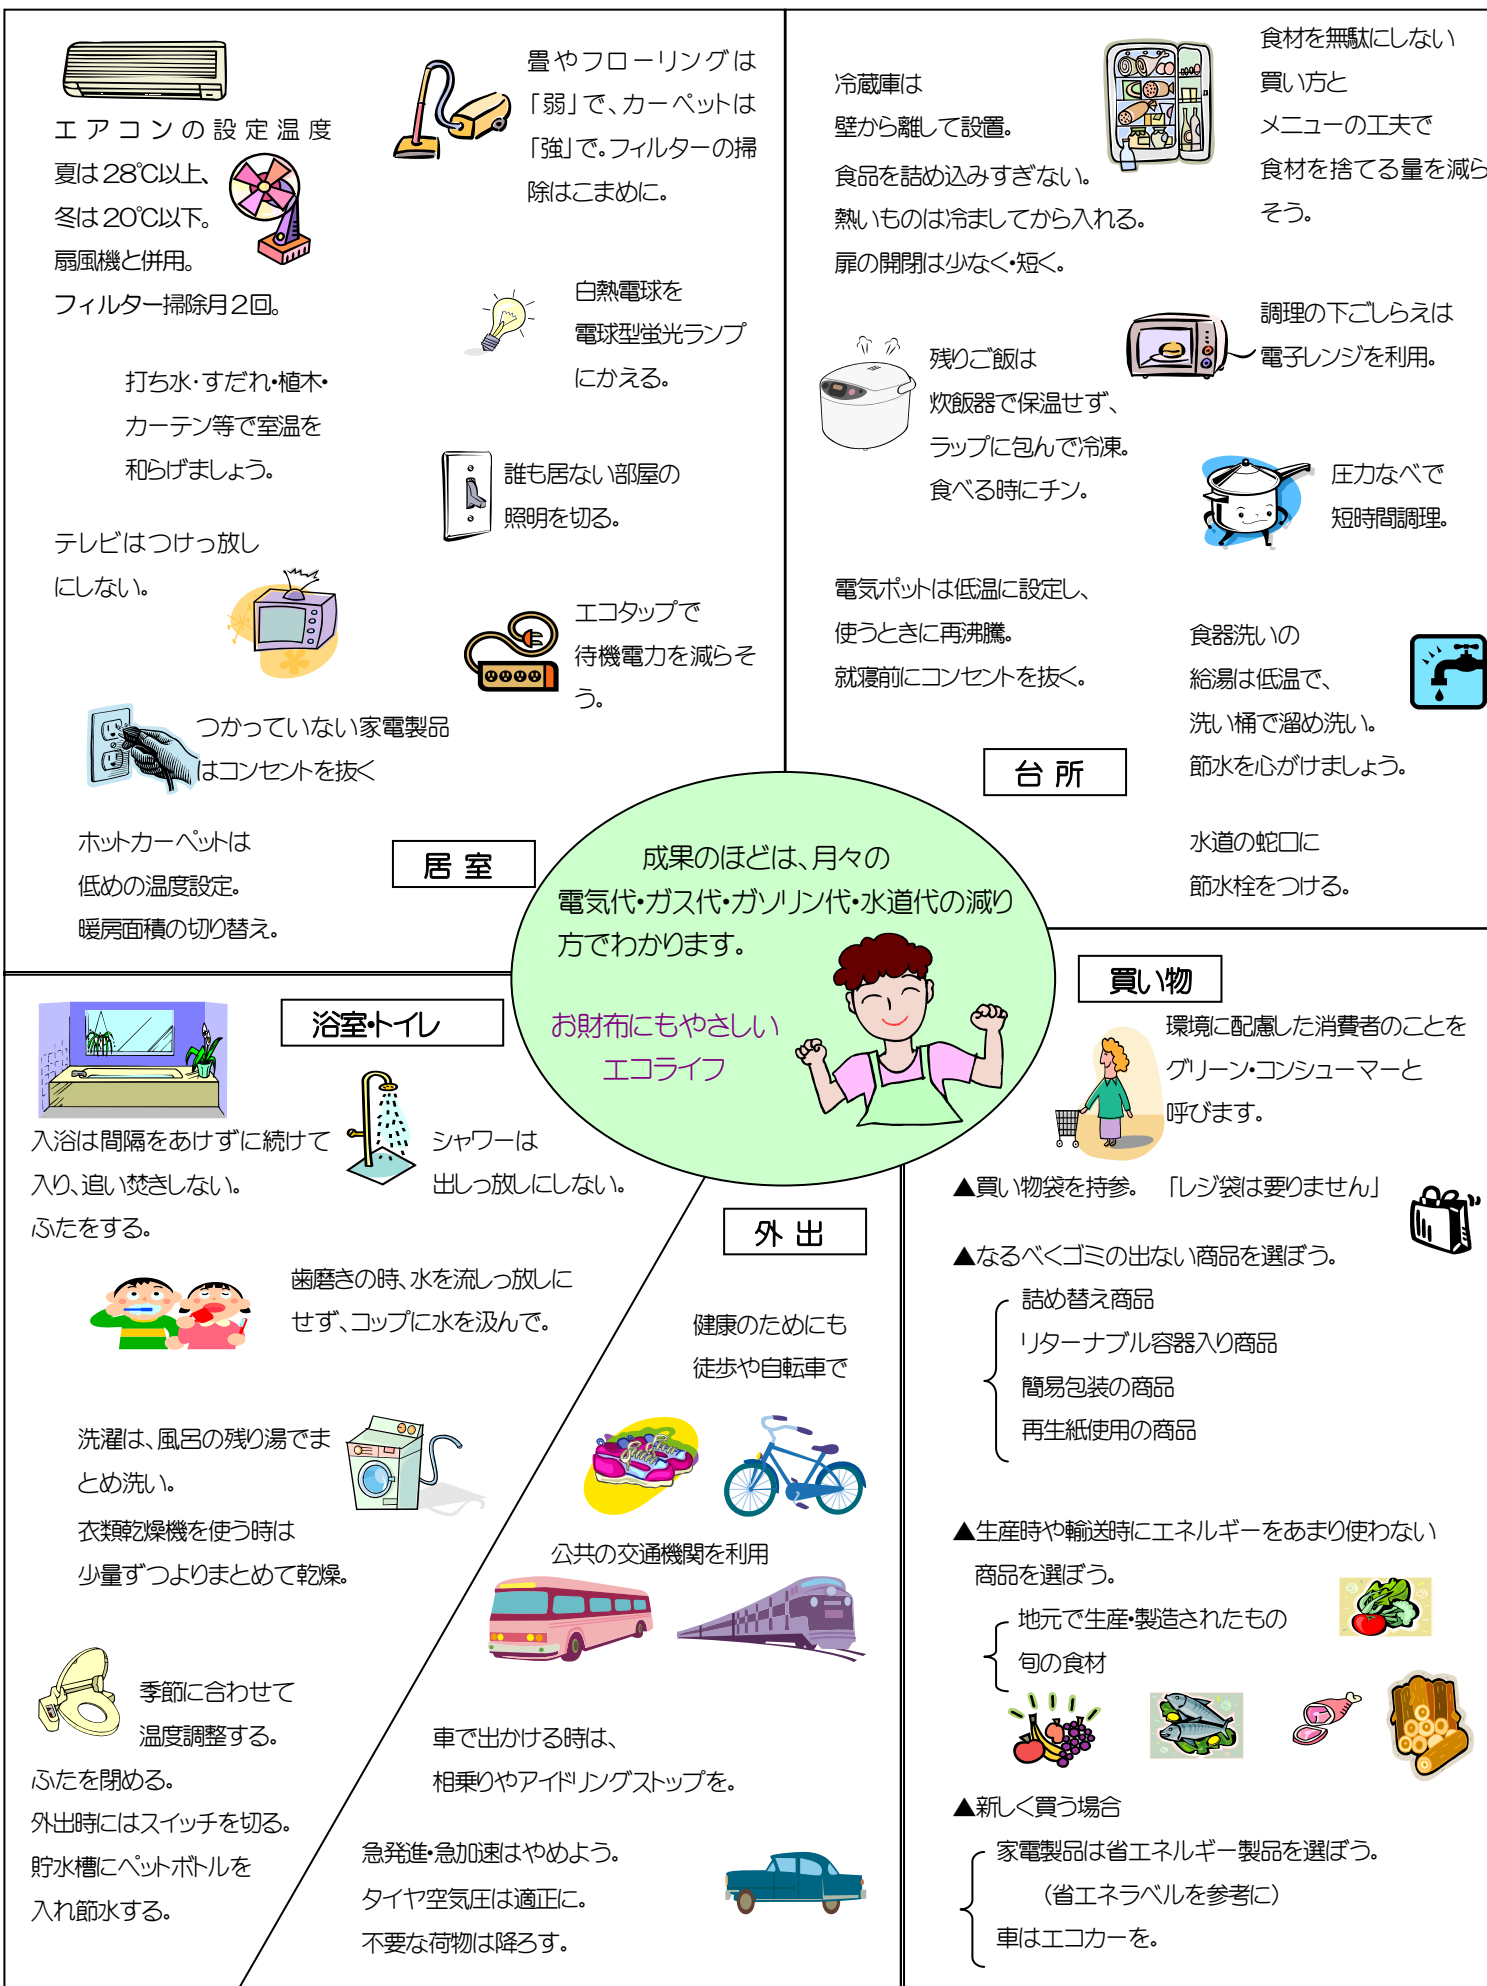 エアコンの設定温度
夏は28℃以上、
冬は20℃以下。
扇風機と併用。
フィルター掃除月2回。
畳やフローリングは
「弱」で、カーペットは
「強」で。フィルターの掃
除はこまめに。
白熱電球を
電球型蛍光ランプ
にかえる。
打ち水・すだれ・植木・
カーテン等で室温を
和らげましょう。
誰も居ない部屋の
照明を切る。
テレビはつけっ放し
にしない。
エコタップで
待機電力を減らそ
う。
つかっていない家電製品
はコンセントを抜く
ホットカーペットは
低めの温度設定。
暖房面積の切り替え。
居 室
冷蔵庫は
壁から離して設置。
食品を詰め込みすぎない。
熱いものは冷ましてから入れる。
扉の開閉は少なく・短く。
食材を無駄にしない
買い方と
メニューの工夫で
食材を捨てる量を減ら
そう。
残りご飯は
炊飯器で保温せず、
ラップに包んで冷凍。
食べる時にチン。
調理の下ごしらえは
電子レンジを利用。
圧力なべで
短時間調理。
電気ポットは低温に設定し、
使うときに再沸騰。
就寝前にコンセントを抜く。
食器洗いの
給湯は低温で、
洗い桶で溜め洗い。
節水を心がけましょう。
台 所
水道の蛇口に
節水栓をつける。
成果のほどは、月々の
電気代・ガス代・ガソリン代・水道代の減り
方でわかります。
お財布にもやさしい
エコライフ
浴室・トイレ
入浴は間隔をあけずに続けて
入り、追い焚きしない。
ふたをする。
シャワーは
出しっ放しにしない。
歯磨きの時、水を流しっ放しに
せず、コップに水を汲んで。
洗濯は、風呂の残り湯でま
とめ洗い。
衣類乾燥機を使う時は
少量ずつよりまとめて乾燥。
季節に合わせて
温度調整する。
ふたを閉める。
外出時にはスイッチを切る。
貯水槽にペットボトルを
入れ節水する。
外 出
健康のためにも
徒歩や自転車で
公共の交通機関を利用
車で出かける時は、
相乗りやアイドリングストップを。
急発進・急加速はやめよう。
タイヤ空気圧は適正に。
不要な荷物は降ろす。
買い物
環境に配慮した消費者のことを
グリーン・コンシューマーと
呼びます。
▲買い物袋を持参。 「レジ袋は要りません」
▲なるべくゴミの出ない商品を選ぼう。
詰め替え商品
リターナブル容器入り商品
簡易包装の商品
再生紙使用の商品
▲生産時や輸送時にエネルギーをあまり使わない
商品を選ぼう。
地元で生産・製造されたもの
旬の食材
▲新しく買う場合
家電製品は省エネルギー製品を選ぼう。
（省エネラベルを参考に）
車はエコカーを。